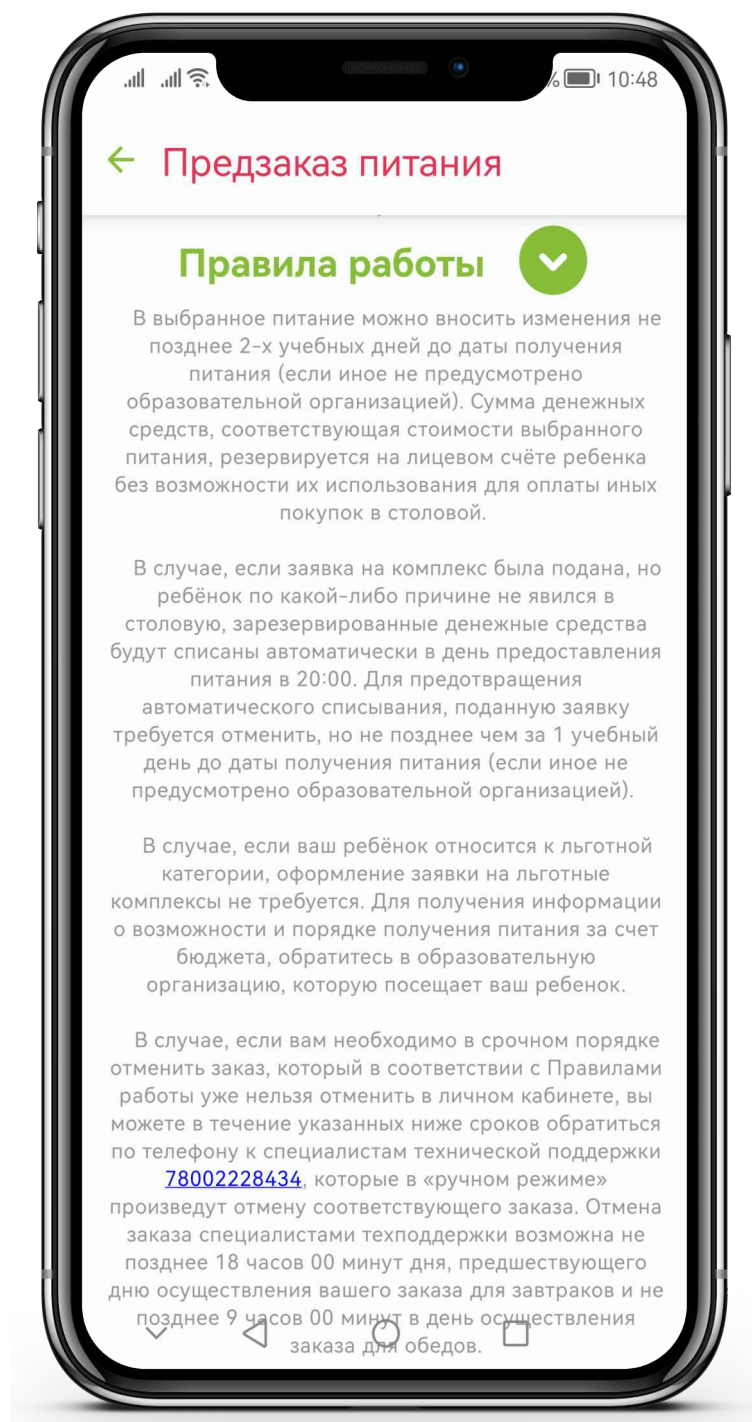 % 10:48
Предзаказ питания
Правила работы
В выбранное питание можно вносить изменения не
позднее 2-х учебных дней до даты получения
питания (если иное не предусмотрено
образовательной организацией). Сумма денежных
средств, соответствующая стоимости выбранного
питания, резервируется на лицевом счёте ребенка
без возможности их использования для оплаты иных
покупок в столовой.
В случае, если заявка на комплекс была подана, но
ребёнок по какой-либо причине не явился в
столовую, зарезервированные денежные средства
будут списаны автоматически в день предоставления
питания в 20:00. Для предотвращения
автоматического списывания, поданную заявку
требуется отменить, но не позднее чем за 1 учебный
день до даты получения питания (если иное не
предусмотрено образовательной организацией).
В случае, если ваш ребёнок относится к льготной
категории, оформление заявки на льготные
комплексы не требуется. Для получения информации
о возможности и порядке получения питания за счет
бюджета, обратитесь в образовательную
организацию, которую посещает ваш ребенок.
В случае, если вам необходимо в срочном порядке
отменить заказ, который в соответствии с Правилами
работы уже нельзя отменить в личном кабинете, вы
можете в течение указанных ниже сроков обратиться
по телефону к специалистам технической поддержки
78002228434, которые в «ручном режиме»
произведут отмену соответствующего заказа. Отмена
заказа специалистами техподдержки возможна не
позднее 18 часов 00 минут дня, предшествующего
дню осуществления вашего заказа для завтраков и не
позднее 9 часов 00 минут в день осуществления
заказа для обедов.